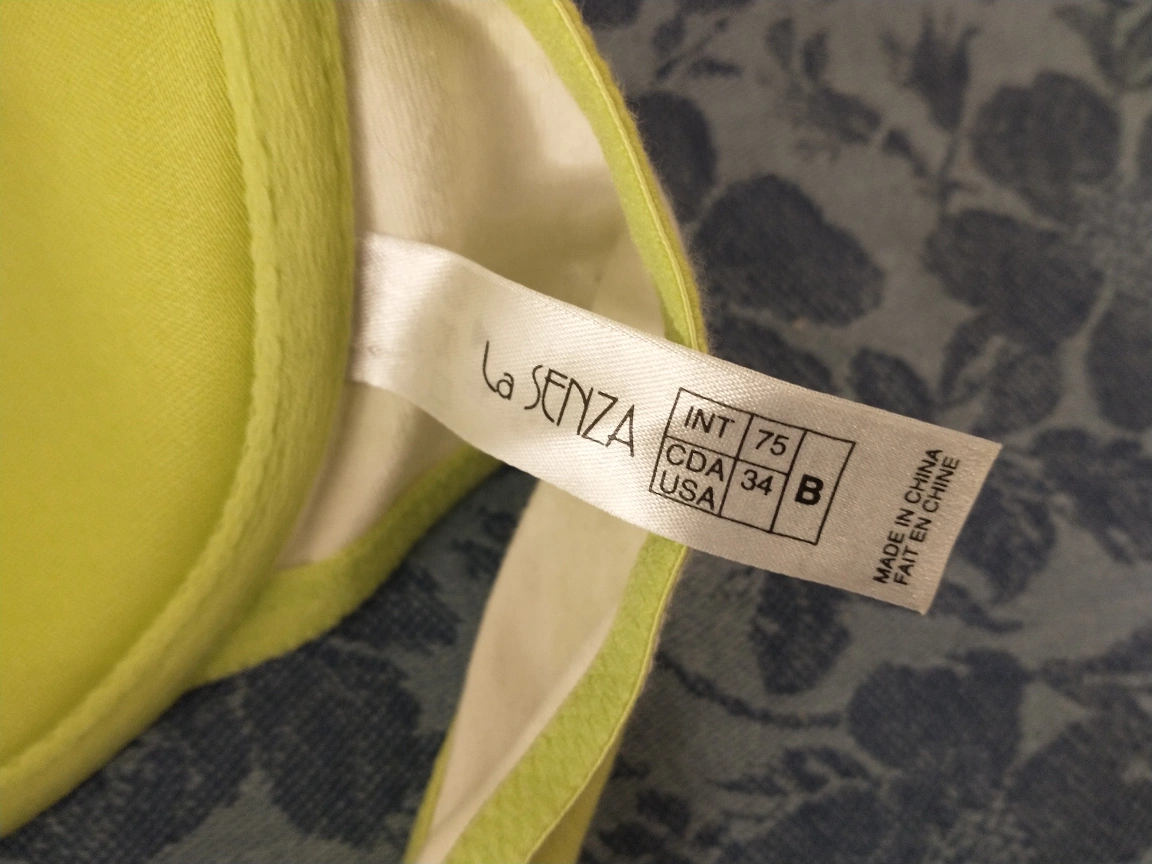 La SENZA
INT 75
CDA
USA 34 B
MADE IN CHINA
FAIT EN CHINE